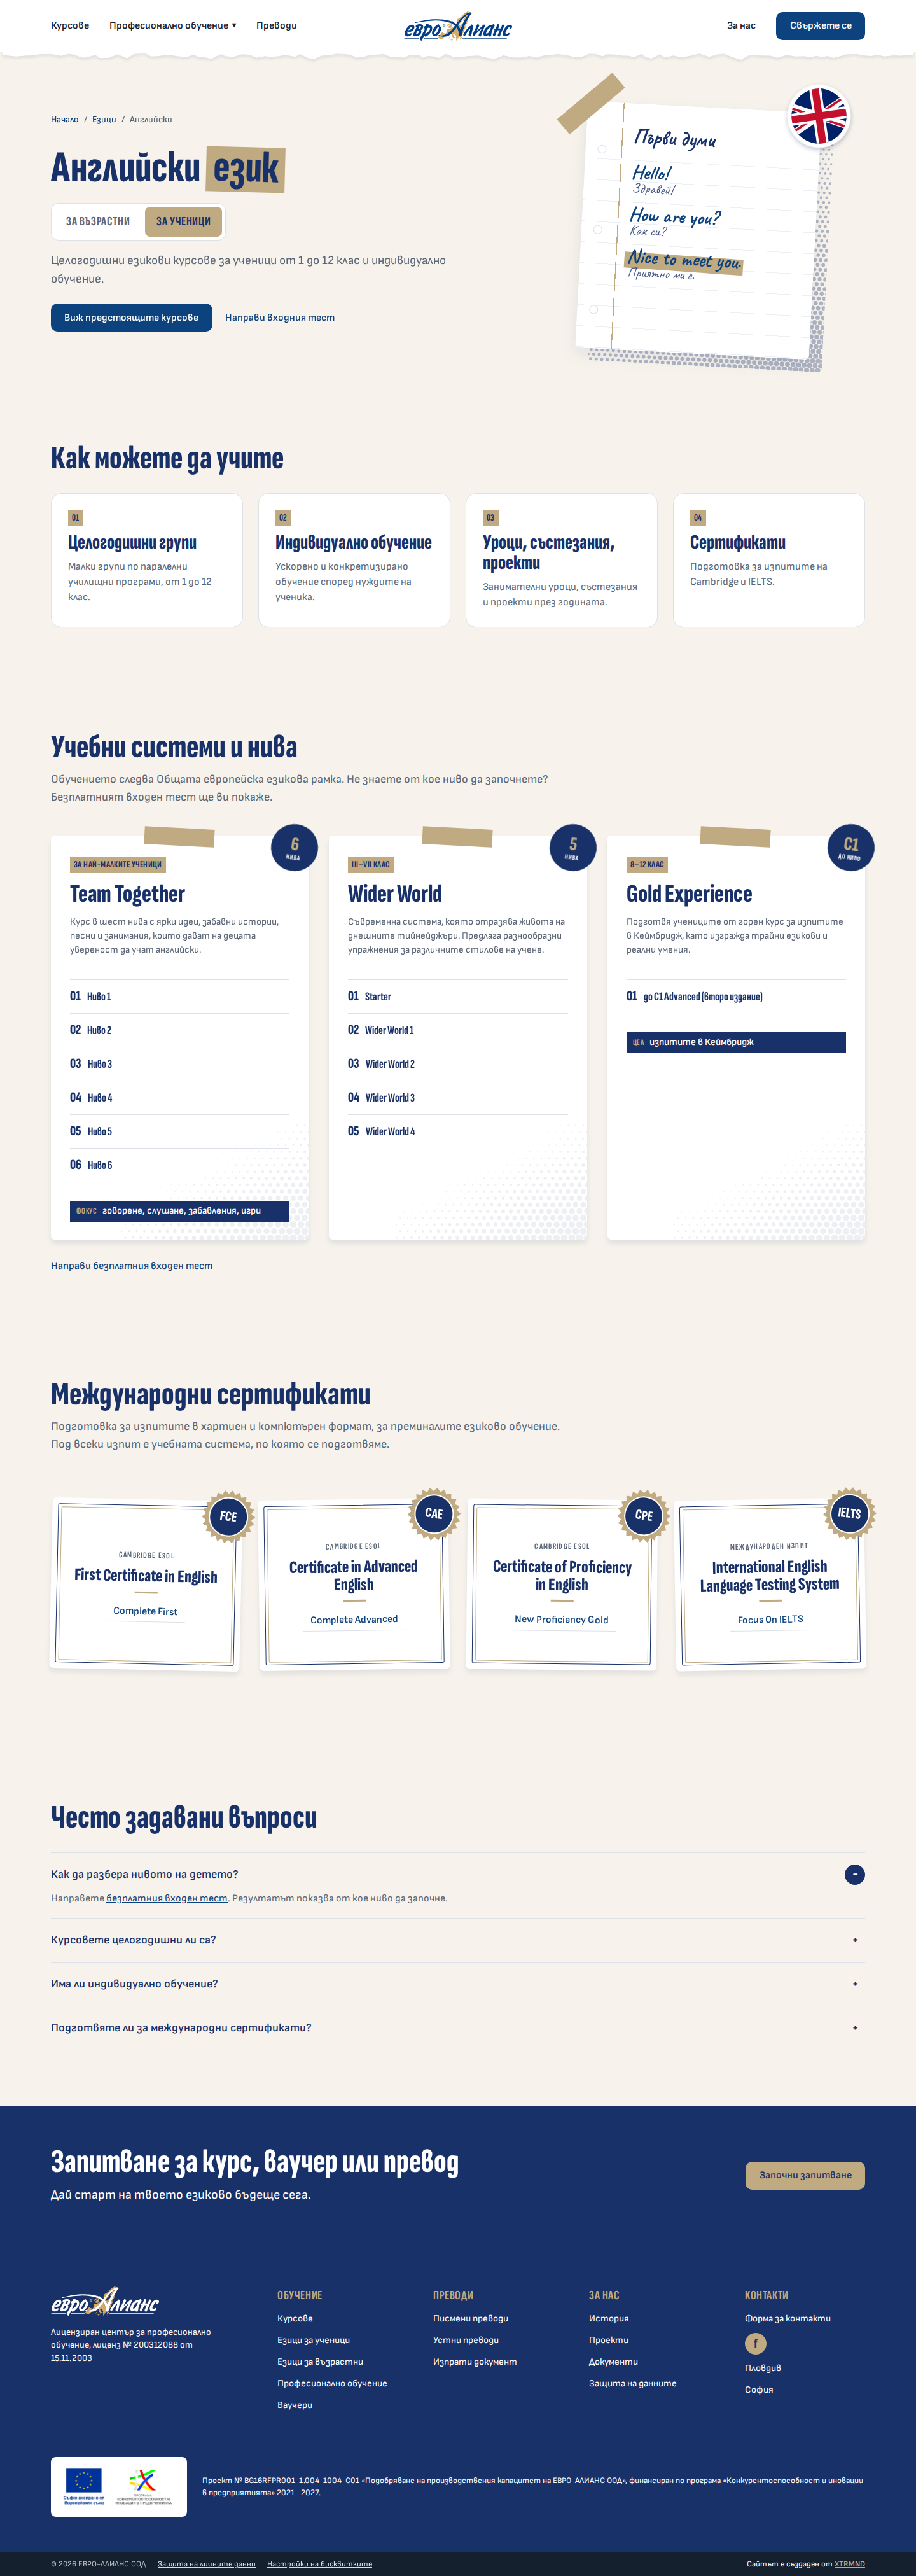 Курсове
Професионално обучение ▾
Преводи
евроАлианс
За нас
Свържете се
Начало / Езици / Английски
Английски език
ЗА ВЪЗРАСТНИ
ЗА УЧЕНИЦИ
Целогодишни езикови курсове за ученици от 1 до 12 клас и индивидуално
обучение.
Виж предстоящите курсове
Направи входния тест
Първи думи
Hello!
Здравей!
How are you?
Как си?
Nice to meet you.
Приятно ми е.
Как можете да учите
01
Целогодишни групи
Малки групи по паралелни
училищни програми, от 1 до 12
клас.
02
Индивидуално обучение
Ускорено и конкретизирано
обучение според нуждите на
ученика.
03
Уроци, състезания,
проекти
Занимателни уроци, състезания
и проекти през годината.
04
Сертификати
Подготовка за изпитите на
Cambridge и IELTS.
Учебни системи и нива
Обучението следва Общата европейска езикова рамка. Не знаете от кое ниво да започнете?
Безплатният входен тест ще ви покаже.
6
НИВА
ЗА НАЙ-МАЛКИТЕ УЧЕНИЦИ
Team Together
Курс в шест нива с ярки идеи, забавни истории,
песни и занимания, които дават на децата
увереност да учат английски.
01 Ниво 1
02 Ниво 2
03 Ниво 3
04 Ниво 4
05 Ниво 5
06 Ниво 6
ФОКУС говорене, слушане, забавления, игри
5
НИВА
III–VII КЛАС
Wider World
Съвременна система, която отразява живота на
днешните тийнейджъри. Предлага разнообразни
упражнения за различните стилове на учене.
01 Starter
02 Wider World 1
03 Wider World 2
04 Wider World 3
05 Wider World 4
C1
ДО НИВО
8–12 КЛАС
Gold Experience
Подготвя учениците от горен курс за изпитите
в Кеймбридж, като изгражда трайни езикови и
реални умения.
01 до C1 Advanced (второ издание)
ЦЕЛ изпитите в Кеймбридж
Направи безплатния входен тест
Международни сертификати
Подготовка за изпитите в хартиен и компютърен формат, за преминалите езиково обучение.
Под всеки изпит е учебната система, по която се подготвяме.
FCE
CAMBRIDGE ESOL
First Certificate in English
Complete First
CAE
CAMBRIDGE ESOL
Certificate in Advanced
English
Complete Advanced
CPE
CAMBRIDGE ESOL
Certificate of Proficiency
in English
New Proficiency Gold
IELTS
МЕЖДУНАРОДЕН ИЗПИТ
International English
Language Testing System
Focus On IELTS
Често задавани въпроси
Как да разбера нивото на детето? −
Направете безплатния входен тест. Резултатът показва от кое ниво да започне.
Курсовете целогодишни ли са? +
Има ли индивидуално обучение? +
Подготвяте ли за международни сертификати? +
Запитване за курс, ваучер или превод
Дай старт на твоето езиково бъдеще сега.
Започни запитване
евроАлианс
Лицензиран център за професионално
обучение, лиценз № 200312088 от
15.11.2003
ОБУЧЕНИЕ
Курсове
Езици за ученици
Езици за възрастни
Професионално обучение
Ваучери
ПРЕВОДИ
Писмени преводи
Устни преводи
Изпрати документ
ЗА НАС
История
Проекти
Документи
Защита на данните
КОНТАКТИ
Форма за контакти
f
Пловдив
София
Съфинансирано от
Европейския съюз
ПРОГРАМА
КОНКУРЕНТОСПОСОБНОСТ И
ИНОВАЦИИ В ПРЕДПРИЯТИЯТА
Проект № BG16RFPR001-1.004-1004-C01 «Подобряване на производствения капацитет на ЕВРО-АЛИАНС ООД», финансиран по програма «Конкурентоспособност и иновации
в предприятията» 2021–2027.
© 2026 ЕВРО-АЛИАНС ООД
Защита на личните данни
Настройки на бисквитките
Сайтът е създаден от XTRMND